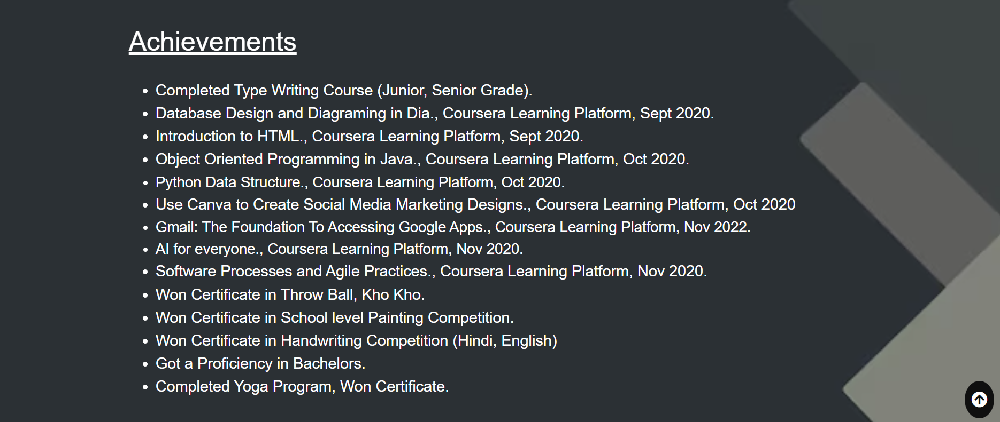 Achievements
Completed Type Writing Course (Junior, Senior Grade).
Database Design and Diagraming in Dia., Coursera Learning Platform, Sept 2020.
Introduction to HTML., Coursera Learning Platform, Sept 2020.
Object Oriented Programming in Java., Coursera Learning Platform, Oct 2020.
Python Data Structure., Coursera Learning Platform, Oct 2020.
Use Canva to Create Social Media Marketing Designs., Coursera Learning Platform, Oct 2020
Gmail: The Foundation To Accessing Google Apps., Coursera Learning Platform, Nov 2022.
AI for everyone., Coursera Learning Platform, Nov 2020.
Software Processes and Agile Practices., Coursera Learning Platform, Nov 2020.
Won Certificate in Throw Ball, Kho Kho.
Won Certificate in School level Painting Competition.
Won Certificate in Handwriting Competition (Hindi, English)
Got a Proficiency in Bachelors.
Completed Yoga Program, Won Certificate.